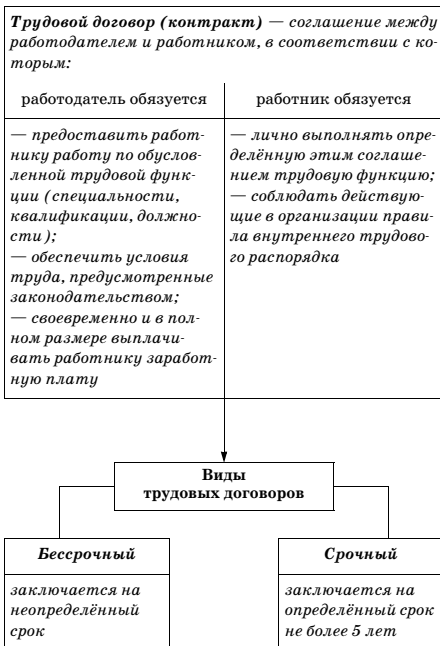 Трудовой договор (контракт) — соглашение между
работодателем и работником, в соответствии с ко-
торым:
работодатель обязуется
— предоставить работ-
нику работу по обуслов-
ленной трудовой функ-
ции (специальности,
квалификации, должно-
сти);
— обеспечить условия
труда, предусмотренные
законодательством;
— своевременно и в пол-
ном размере выплачи-
вать работнику заработ-
ную плату
работник обязуется
— лично выполнять опре-
делённую этим соглаше-
нием трудовую функцию;
— соблюдать действую-
щие в организации прави-
ла внутреннего трудово-
го распорядка
Виды
трудовых договоров
Бессрочный
заключается на
неопределённый
срок
Срочный
заключается на
определённый срок
не более 5 лет